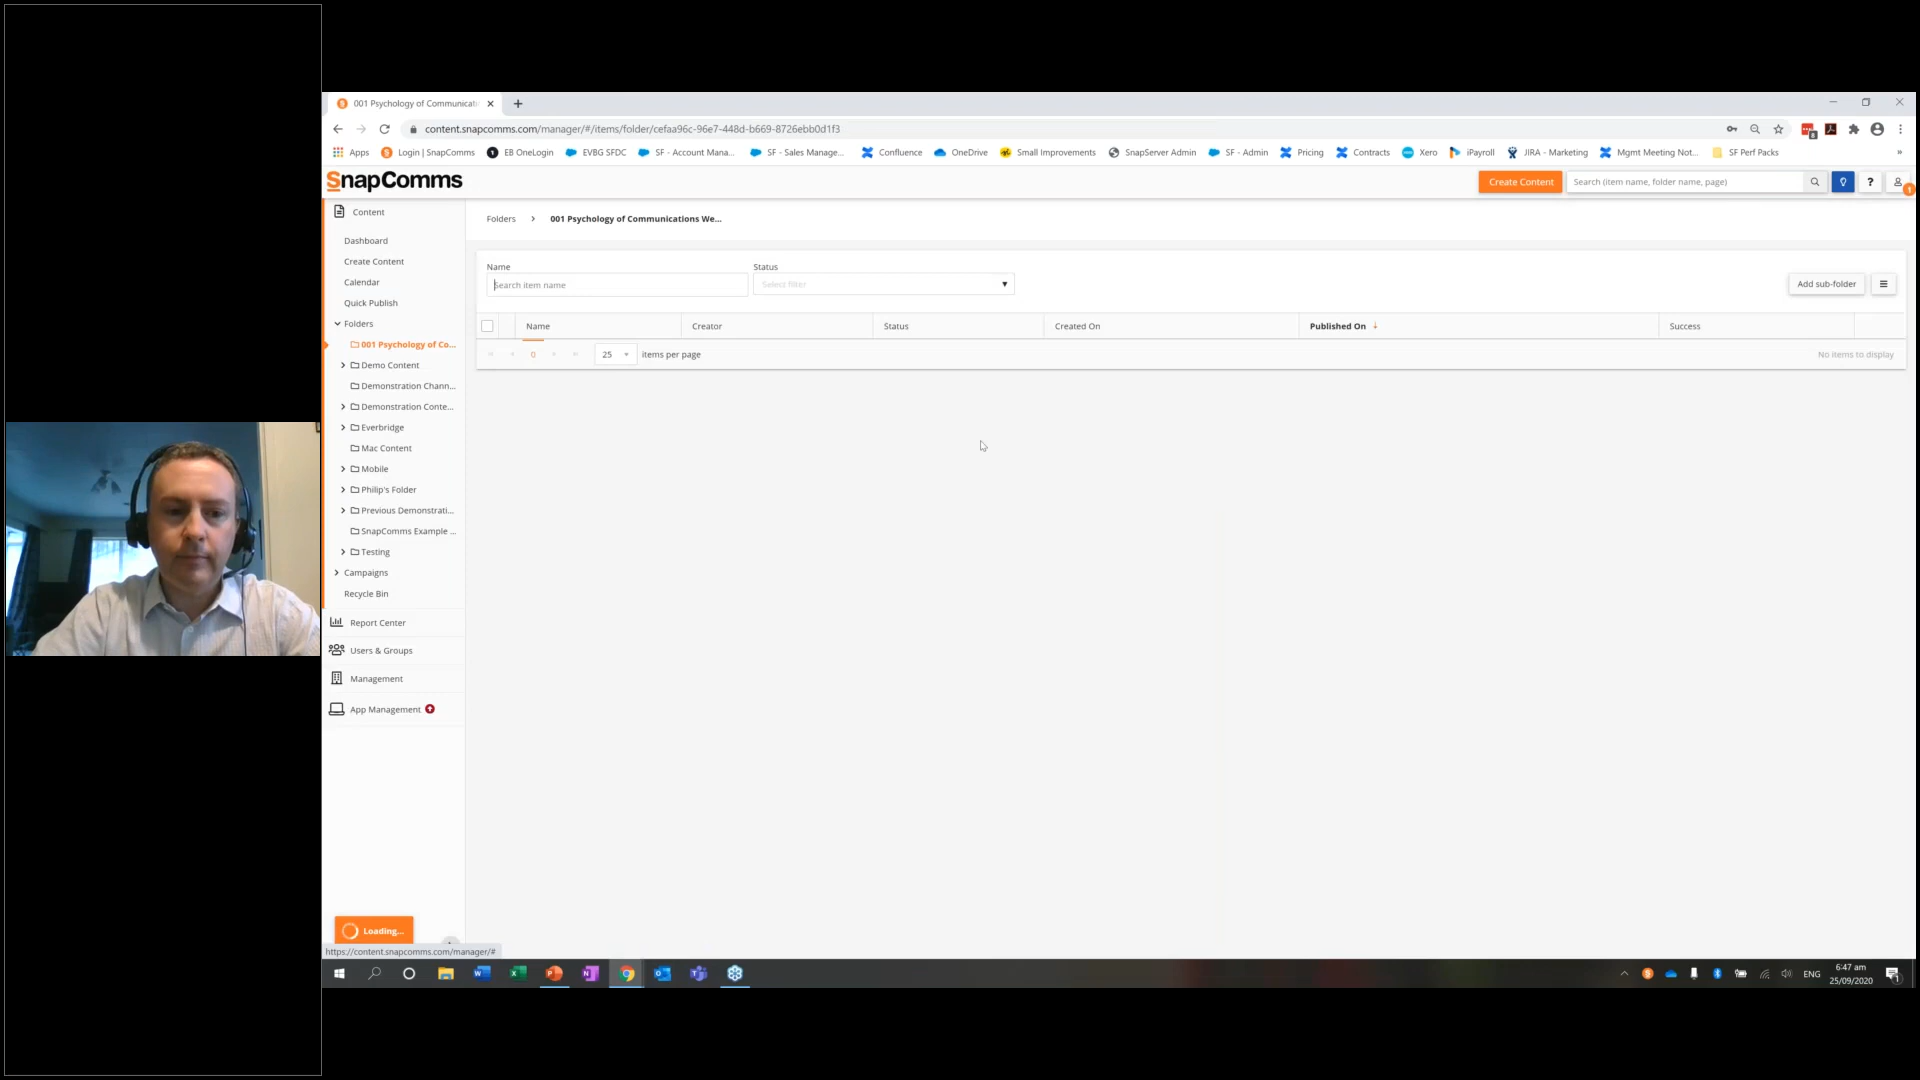 001 Psychology of Communicati
content.snapcomms.com/manager/#/items/folder/cefaa96c-96e7-448d-b669-8726ebb0d1f3
Apps Login | SnapComms EB OneLogin EVBG SFDC SF - Account Mana... SF - Sales Manage... Confluence OneDrive Small Improvements SnapServer Admin SF - Admin Pricing Contracts Xero iPayroll JIRA - Marketing Mgmt Meeting Not... SF Perf Packs »
SnapComms
Create Content
Search (item name, folder name, page)
?
Content
Dashboard
Create Content
Calendar
Quick Publish
Folders
001 Psychology of Co...
Demo Content
Demonstration Chann...
Demonstration Conte...
Everbridge
Mac Content
Mobile
Philip's Folder
Previous Demonstrati...
SnapComms Example ...
Testing
Campaigns
Recycle Bin
Report Center
Users & Groups
Management
App Management
Folders > 001 Psychology of Communications We...
Name Status
Search item name
Select filter
Add sub-folder
Name Creator Status Created On Published On Success
0 25 items per page
No items to display
Loading...
https://content.snapcomms.com/manager/#
ENG
6:47 am
25/09/2020